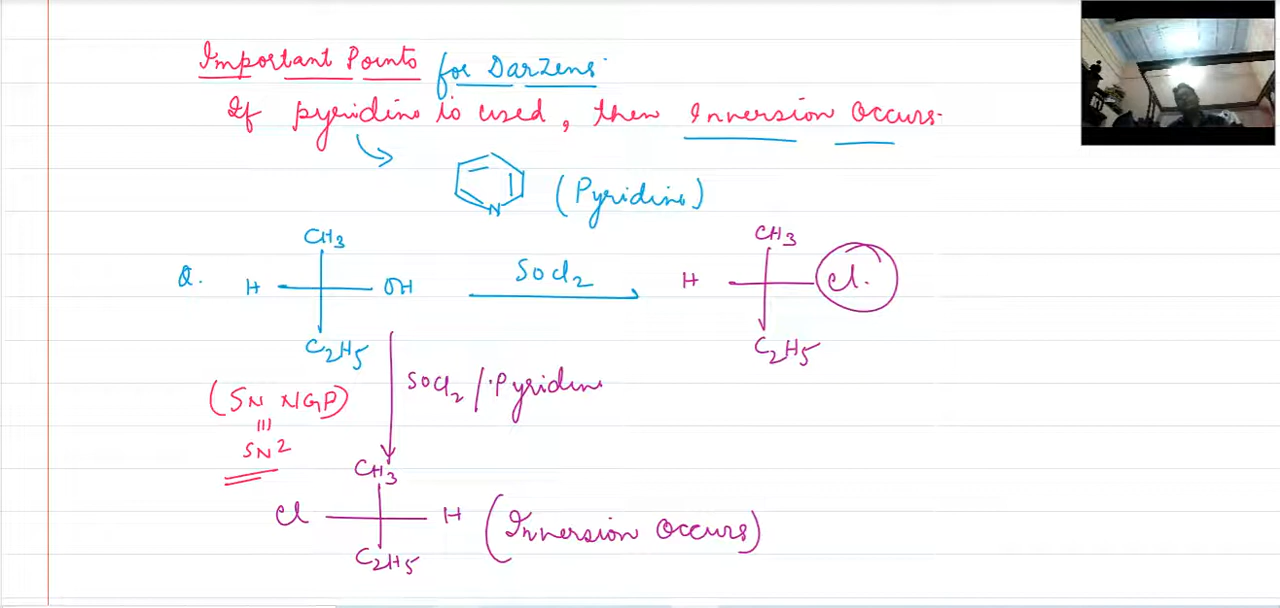 Important Points for Darzens.
If pyridine is used, then Inversion Occurs.
N (Pyridine)
CH3
CH3
Q. H OH SOCl2 H Cl.
C2H5
C2H5
SOCl2 / Pyridine
(SN NGP)
III
SN2
CH3
Cl H (Inversion Occurs)
C2H5